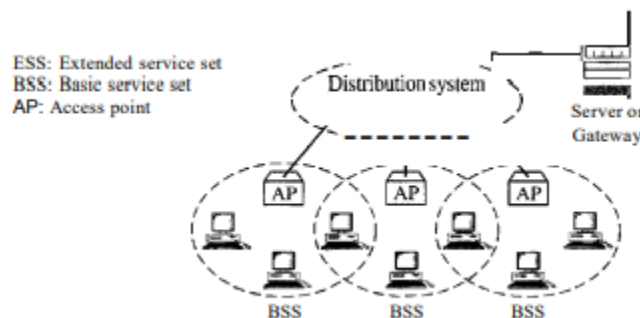 ESS: Extended service set
BSS: Basic service set
AP: Access point
Distribution system
Server or
Gateway
AP
AP
AP
BSS
BSS
BSS